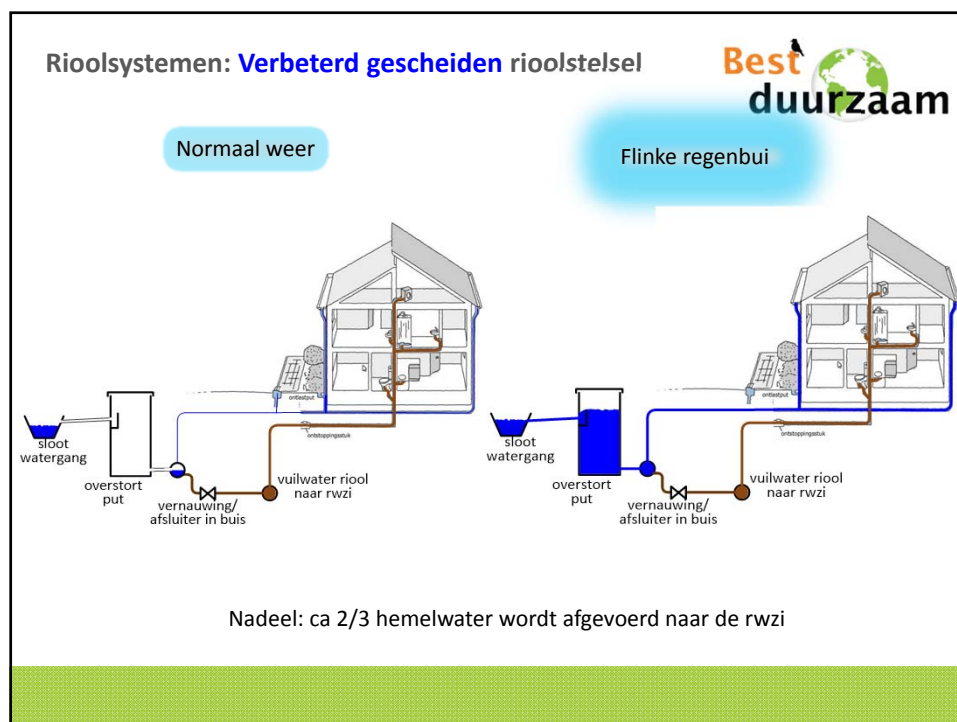 Rioolsystemen: Verbeterd gescheiden rioolstelsel
Best
duurzaam
Normaal weer
Flinke regenbui
ontlastput
ontstoppingsstuk
sloot
watergang
overstort
put
vernauwing/
afsluiter in buis
vuilwater riool
naar rwzi
ontlastput
ontstoppingsstuk
sloot
watergang
overstort
put
vernauwing/
afsluiter in buis
vuilwater riool
naar rwzi
Nadeel: ca 2/3 hemelwater wordt afgevoerd naar de rwzi